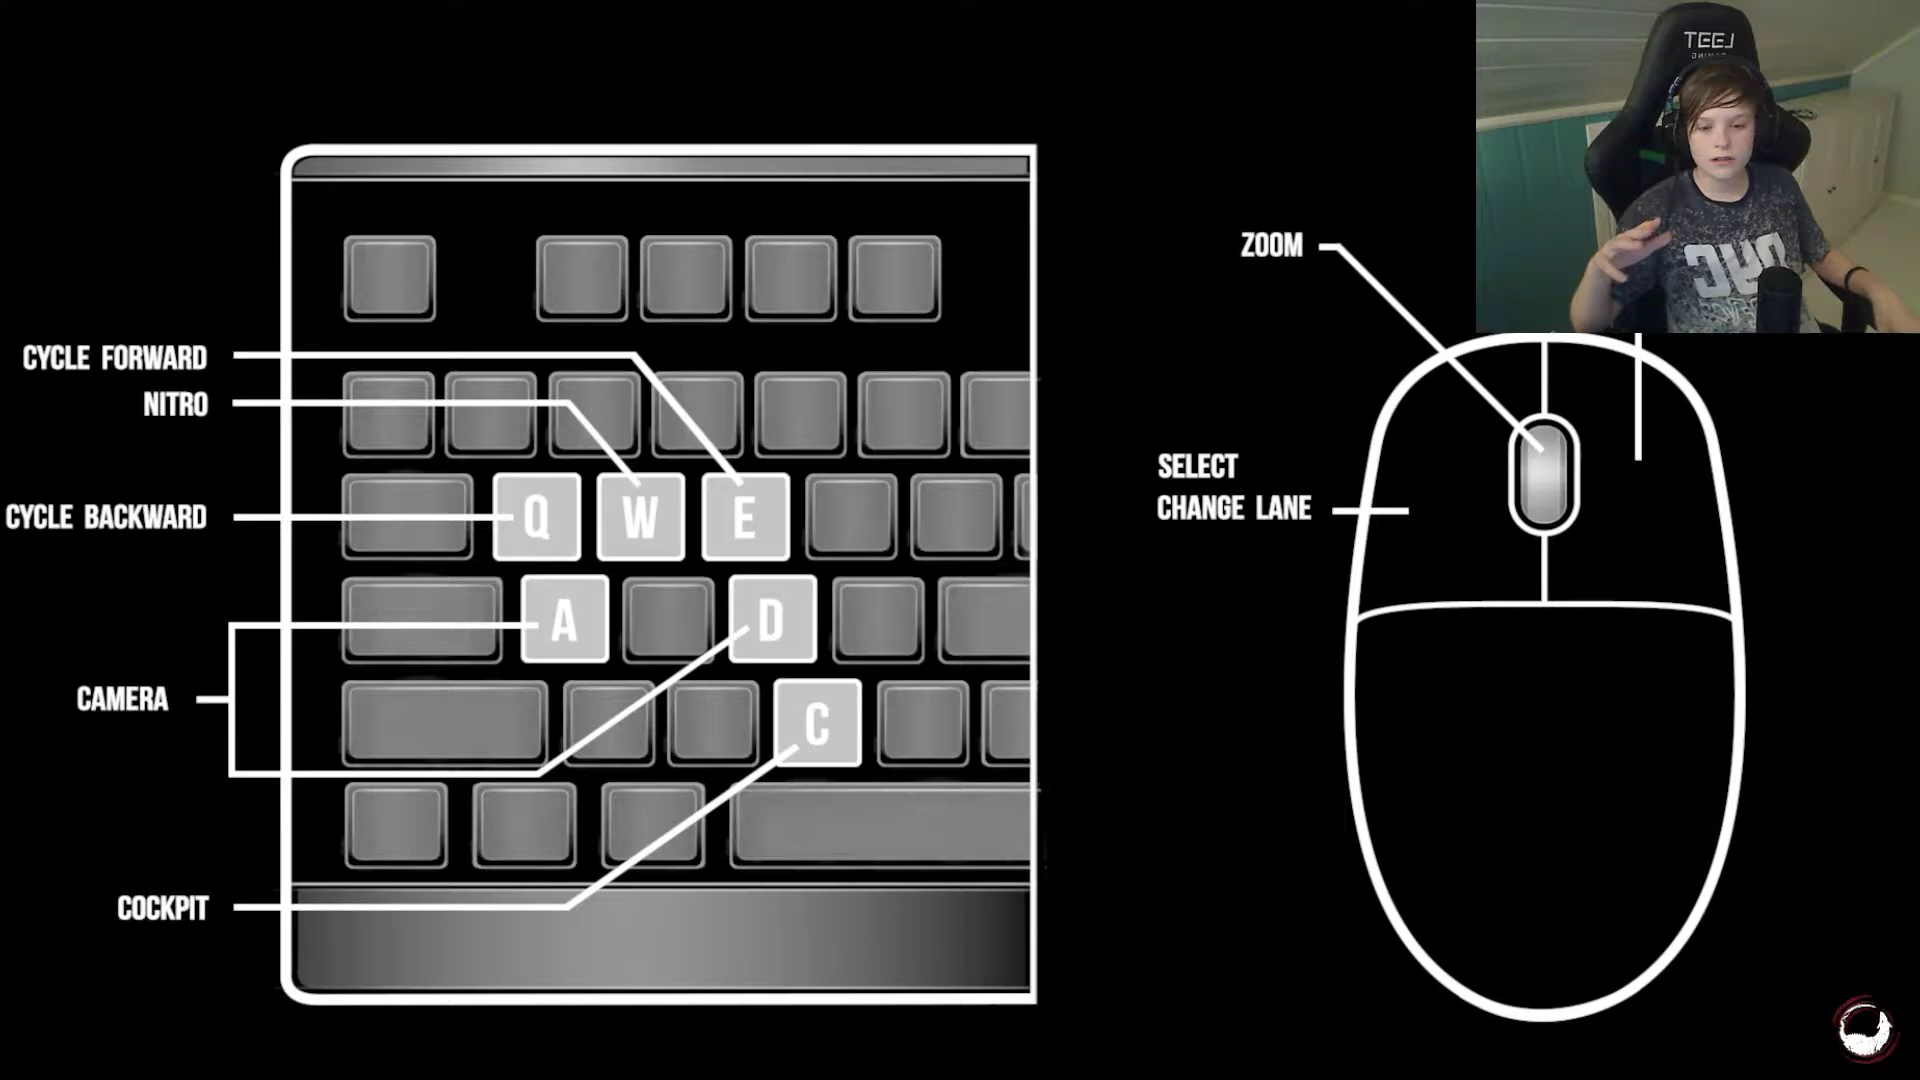 TEEJ
ZOOM
CYCLE FORWARD
NITRO
SELECT
CHANGE LANE
CYCLE BACKWARD
Q W E
A D
CAMERA
C
COCKPIT